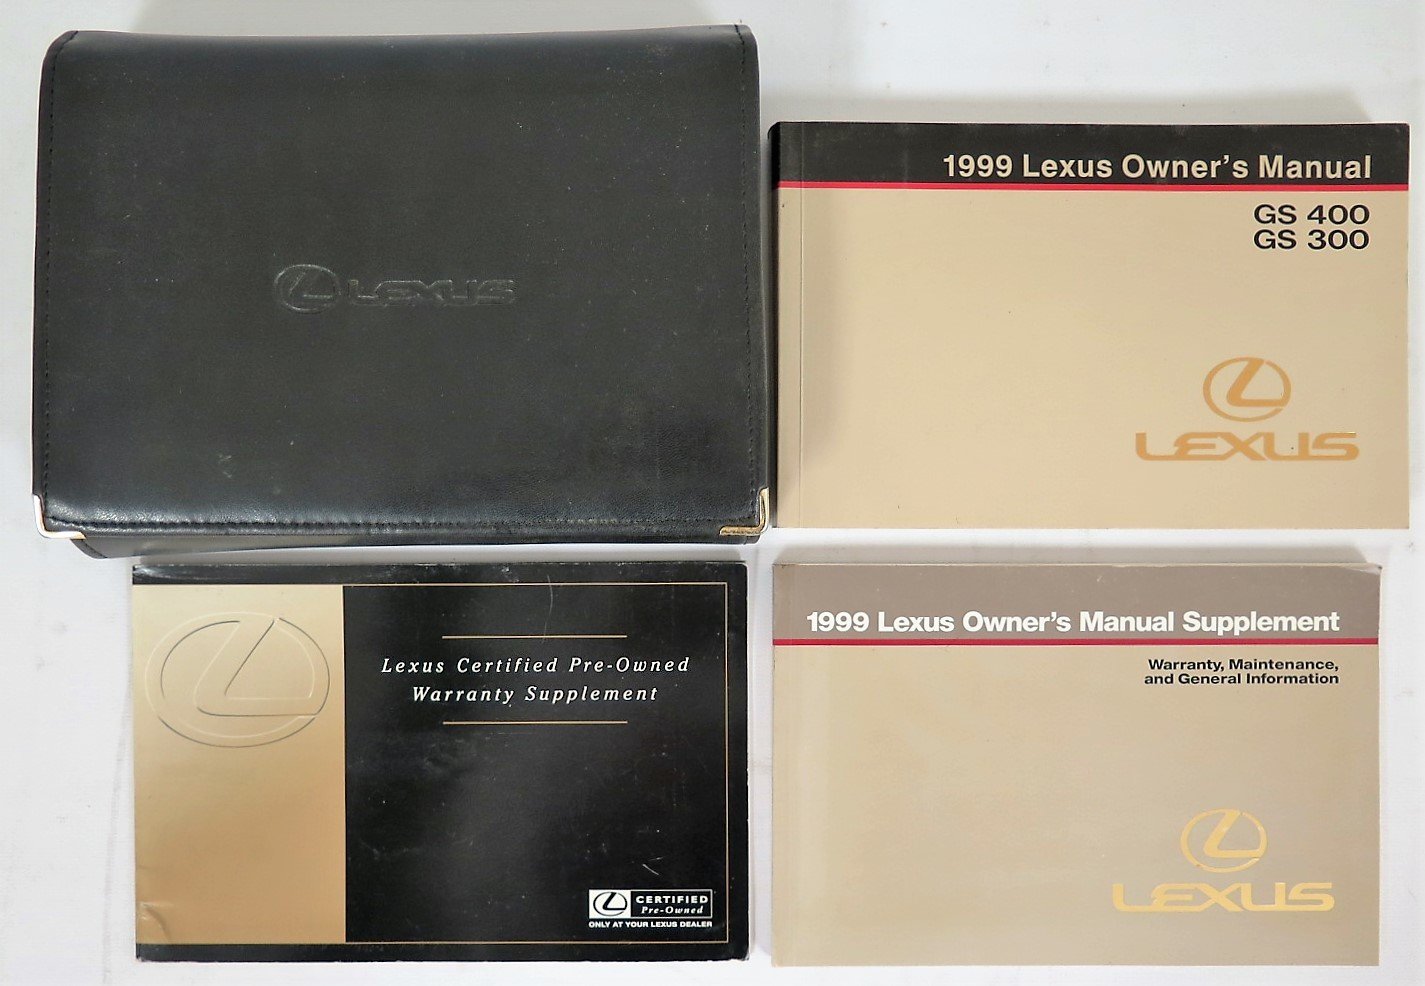 LEXUS
1999 Lexus Owner's Manual
GS 400
GS 300
LEXUS
Lexus Certified Pre-Owned
Warranty Supplement
CERTIFIED
Pre-Owned
ONLY AT YOUR LEXUS DEALER
1999 Lexus Owner's Manual Supplement
Warranty, Maintenance,
and General Information
LEXUS